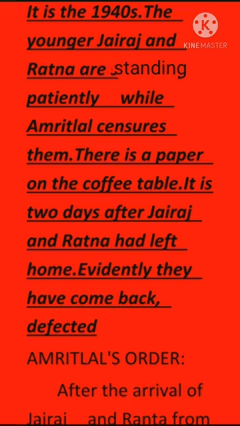 It is the 1940s.The
KINEMASTER
younger Jairaj and
Ratna are standing
patiently while
Amritlal censures
them.There is a paper
on the coffee table.It is
two days after Jairaj
and Ratna had left
home.Evidently they
have come back,
defected
AMRITLAL'S ORDER:
After the arrival of
Jairaj and Ranta from